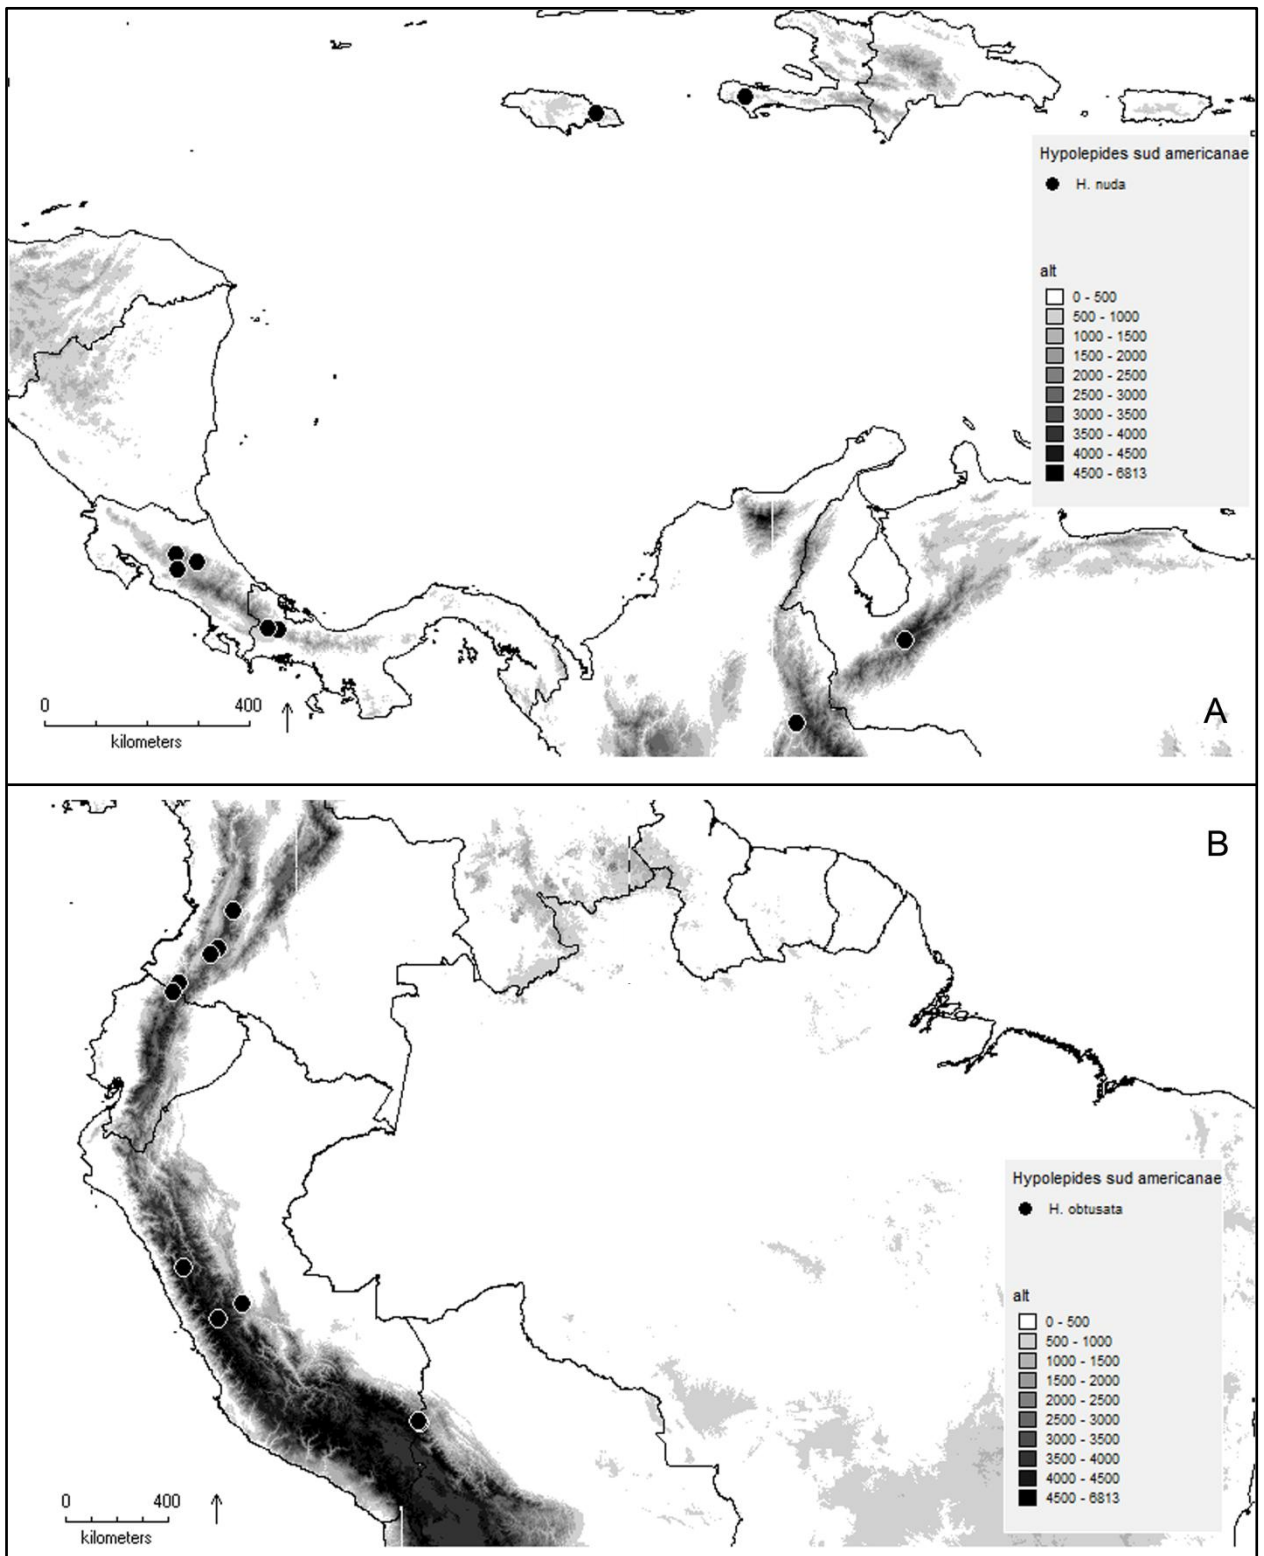 Hypolepides sud americanae
H. nuda
alt
0 - 500
500 - 1000
1000 - 1500
1500 - 2000
2000 - 2500
2500 - 3000
3000 - 3500
3500 - 4000
4000 - 4500
4500 - 6813
0 400
kilometers
A
B
Hypolepides sud americanae
H. obtusata
alt
0 - 500
500 - 1000
1000 - 1500
1500 - 2000
2000 - 2500
2500 - 3000
3000 - 3500
3500 - 4000
4000 - 4500
4500 - 6813
0 400
kilometers